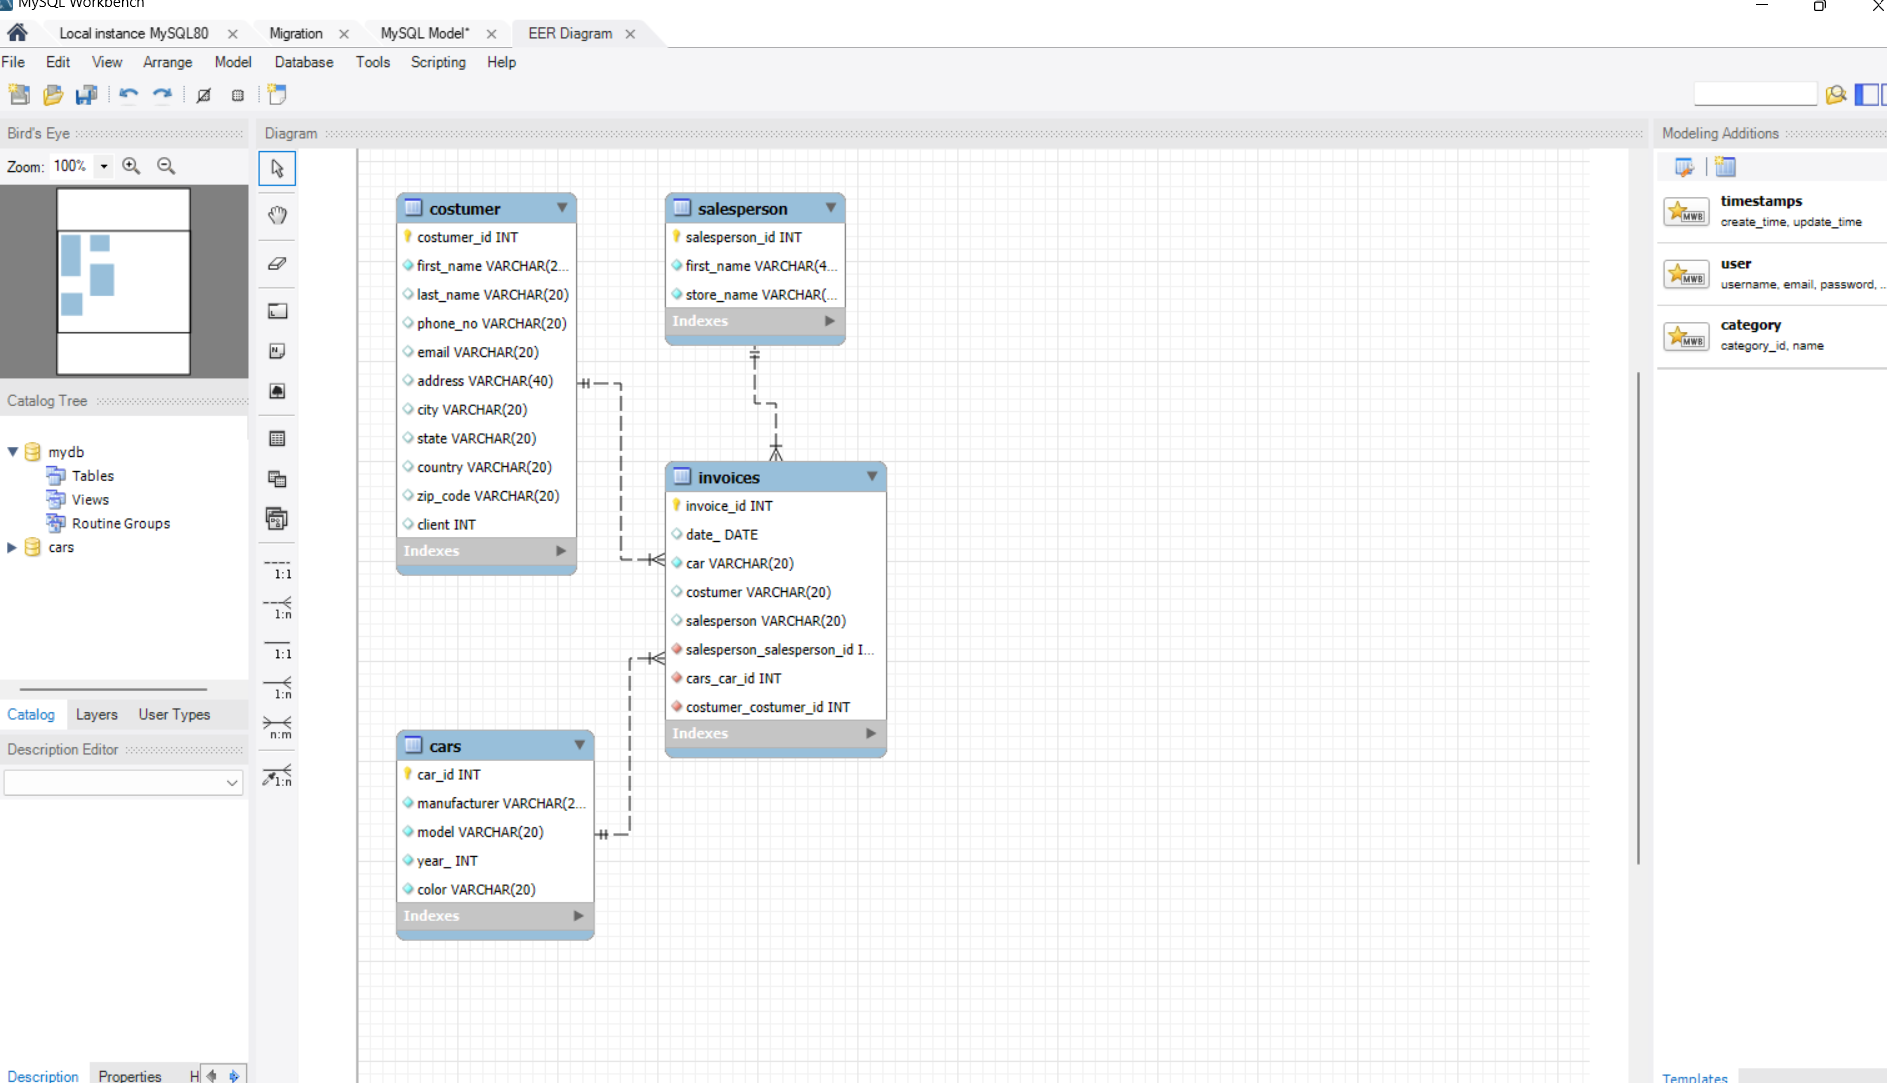 MySQL Workbench
Local instance MySQL80
Migration
MySQL Model*
EER Diagram
File Edit View Arrange Model Database Tools Scripting Help
Bird's Eye
Zoom: 100%
Catalog Tree
mydb
Tables
Views
Routine Groups
cars
Catalog Layers User Types
Description Editor
Description Properties H
Diagram
1:1
1:n
1:1
1:n
n:m
1:n
costumer
costumer_id INT
first_name VARCHAR(2...
last_name VARCHAR(20)
phone_no VARCHAR(20)
email VARCHAR(20)
address VARCHAR(40)
city VARCHAR(20)
state VARCHAR(20)
country VARCHAR(20)
zip_code VARCHAR(20)
client INT
Indexes
salesperson
salesperson_id INT
first_name VARCHAR(4...
store_name VARCHAR(...
Indexes
invoices
invoice_id INT
date_ DATE
car VARCHAR(20)
costumer VARCHAR(20)
salesperson VARCHAR(20)
salesperson_salesperson_id I...
cars_car_id INT
costumer_costumer_id INT
Indexes
cars
car_id INT
manufacturer VARCHAR(2...
model VARCHAR(20)
year_ INT
color VARCHAR(20)
Indexes
Modeling Additions
MWB
timestamps
create_time, update_time
MWB
user
username, email, password, ..
MWB
category
category_id, name
Templates